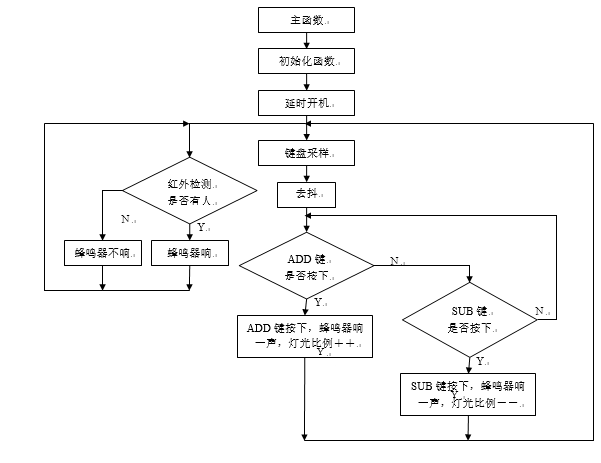 主函数
初始化函数
延时开机
键盘采样
去抖
红外检测
是否有人
N
Y
蜂鸣器不响
蜂鸣器响
ADD 键
是否按下
N
Y
SUB 键
是否按下
N
Y
ADD 键按下，蜂鸣器响
一声，灯光比例＋＋
Y
SUB 键按下，蜂鸣器响
一声，灯光比例－－
Y